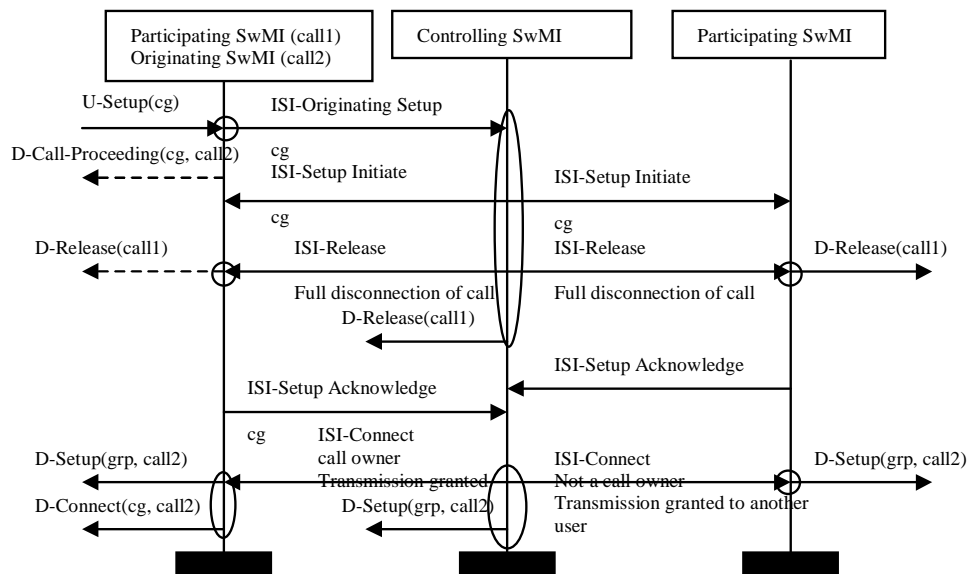 Participating SwMI (call1)
Originating SwMI (call2)
Controlling SwMI
Participating SwMI
U-Setup(cg)
ISI-Originating Setup
D-Call-Proceeding(cg, call2)
cg
ISI-Setup Initiate
ISI-Setup Initiate
cg
cg
D-Release(call1)
ISI-Release
ISI-Release
D-Release(call1)
Full disconnection of call
Full disconnection of call
D-Release(call1)
ISI-Setup Acknowledge
ISI-Setup Acknowledge
cg
ISI-Connect
call owner
Transmission granted
ISI-Connect
Not a call owner
Transmission granted to another
user
D-Setup(grp, call2)
D-Setup(grp, call2)
D-Connect(cg, call2)
D-Setup(grp, call2)